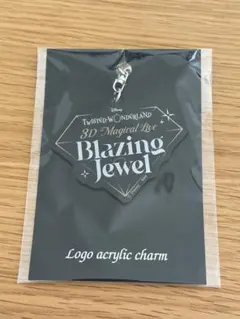 Disney
TWISTED-WONDERLAND
3D Magical Live
Blazing
Jewel
Logo acrylic charm